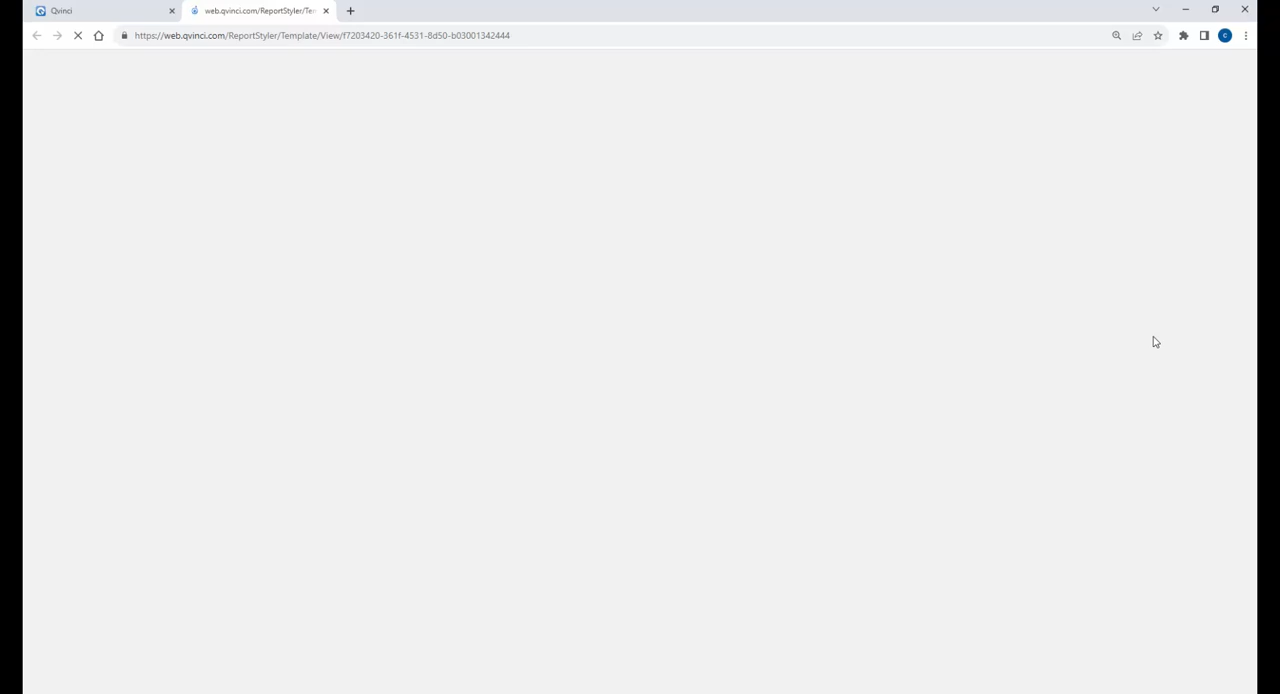 Qvinci
web.qvinci.com/ReportStyler/Ter
https://web.qvinci.com/ReportStyler/Template/View/f7203420-361f-4531-8d50-b03001342444
C